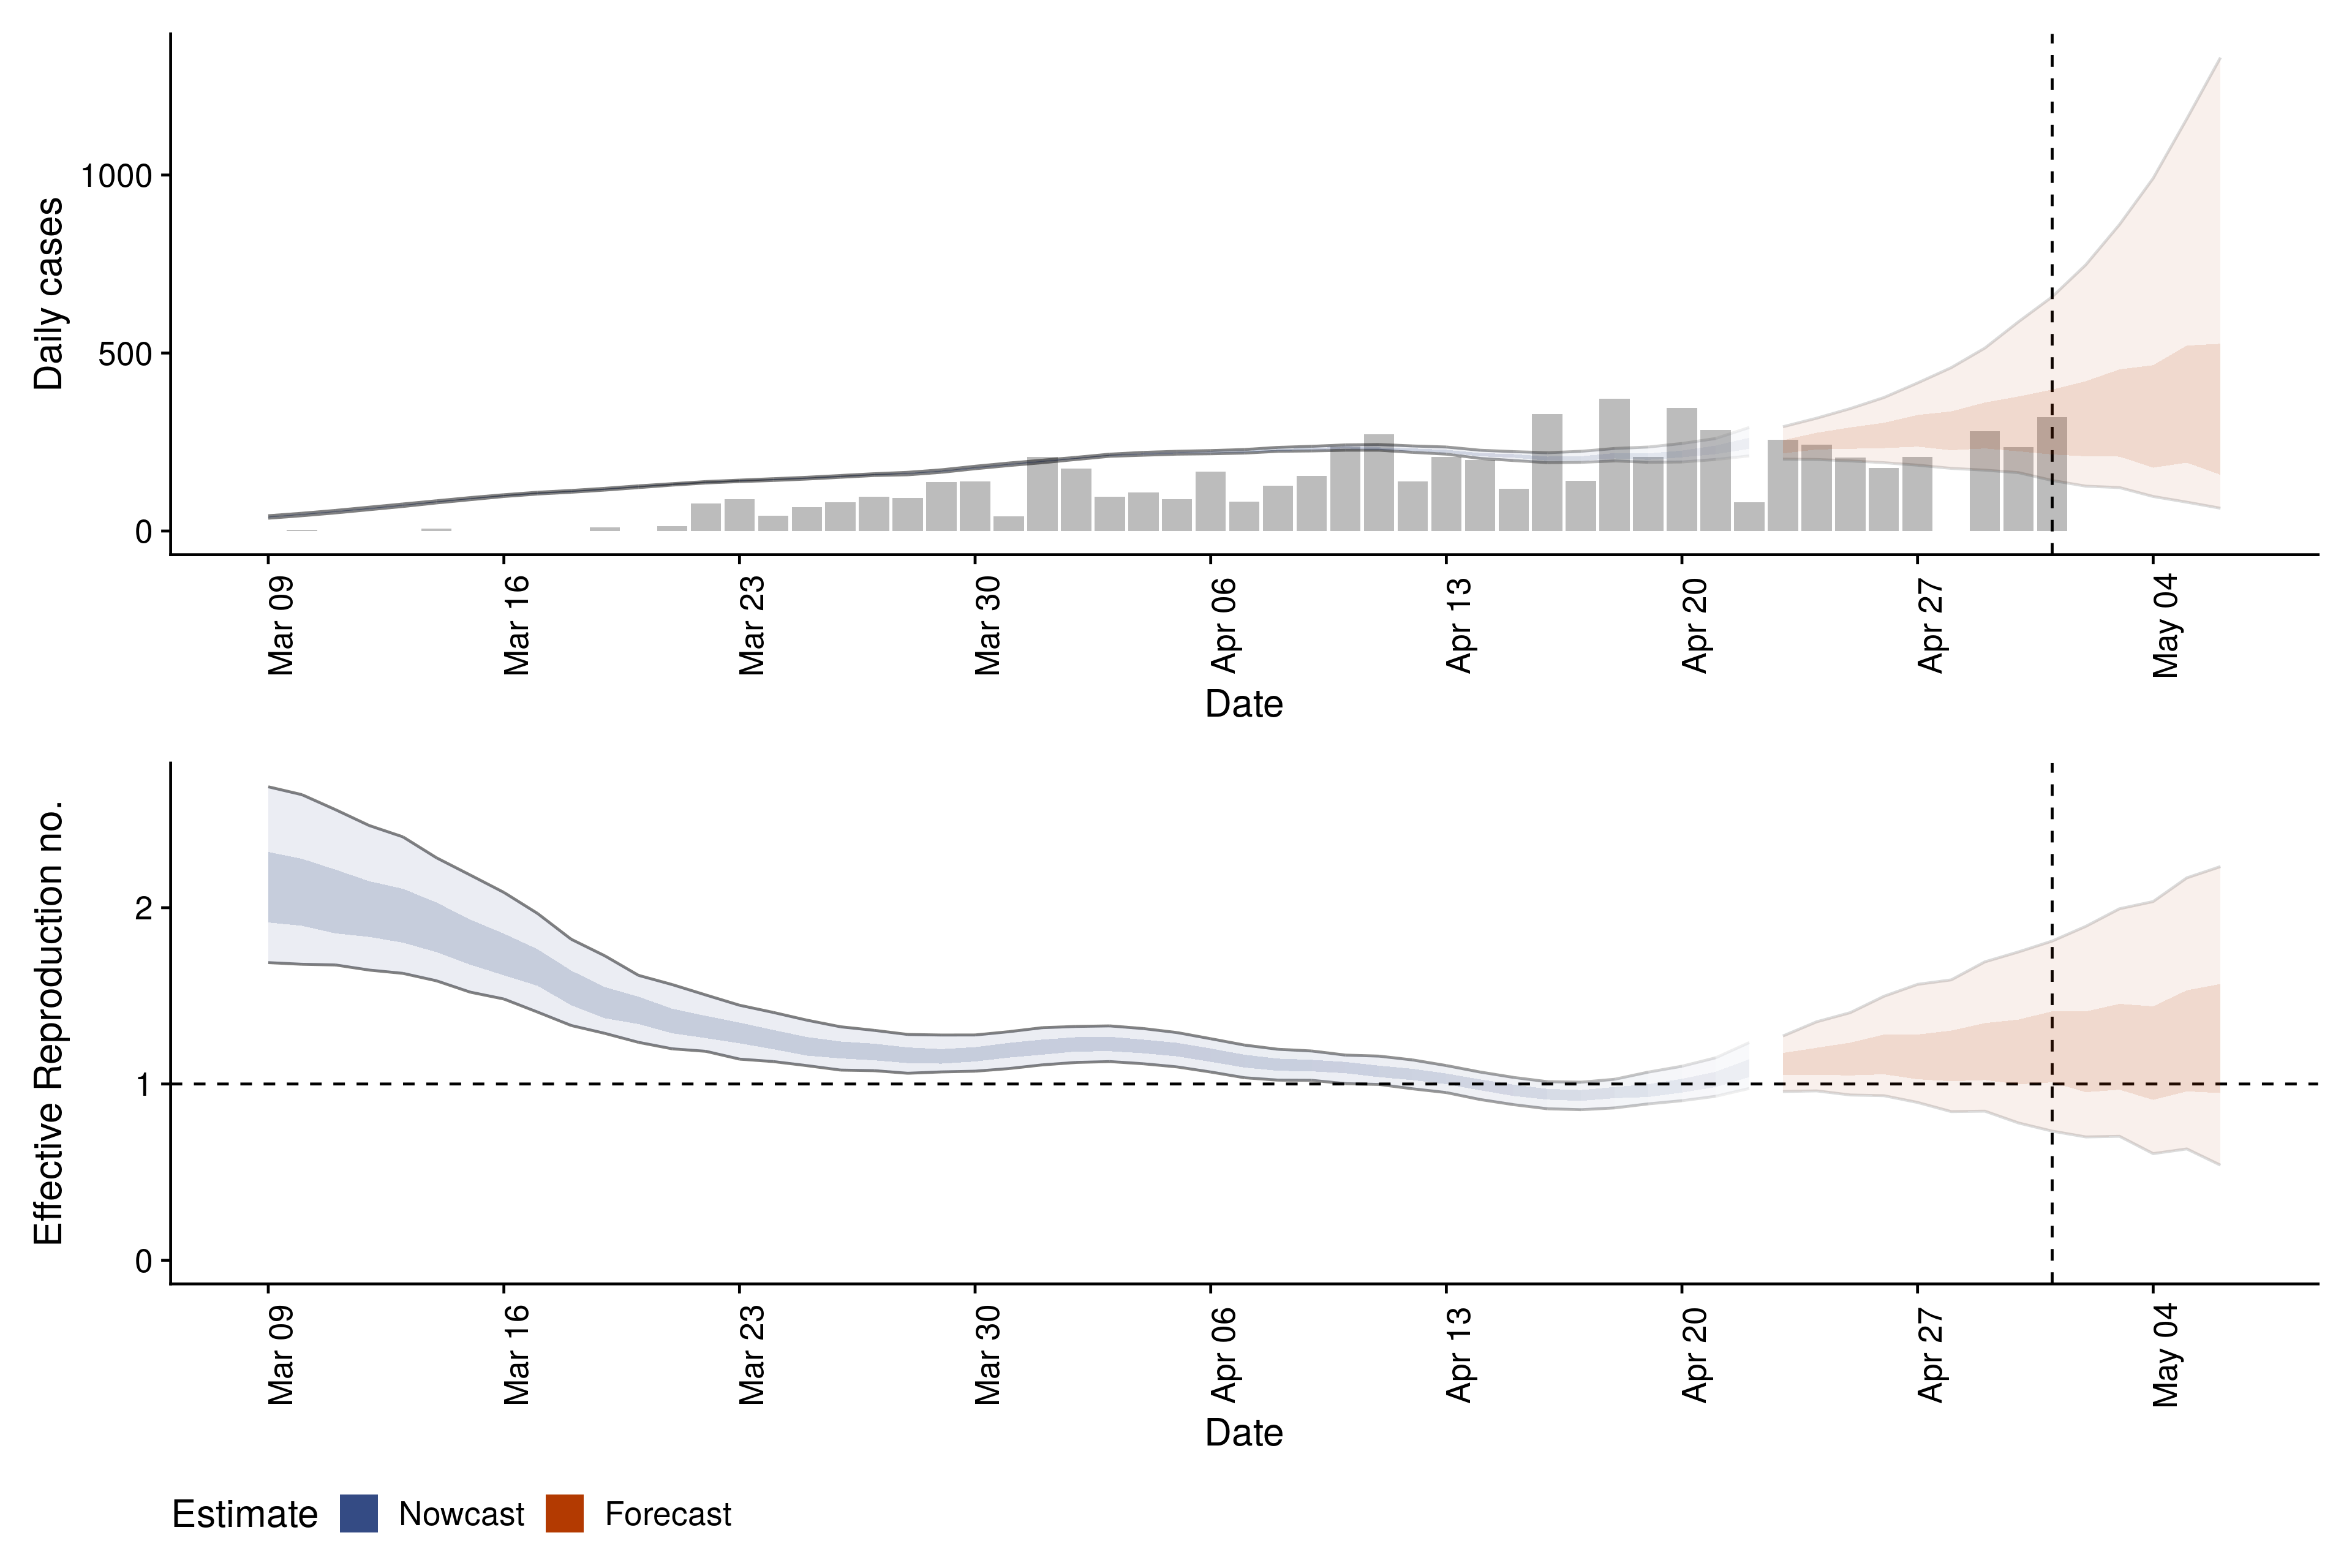 Daily cases
1000
500
0
Mar 09
Mar 16
Mar 23
Mar 30
Apr 06
Apr 13
Apr 20
Apr 27
May 04
Date
Effective Reproduction no.
2
1
0
Mar 09
Mar 16
Mar 23
Mar 30
Apr 06
Apr 13
Apr 20
Apr 27
May 04
Date
Estimate Nowcast Forecast